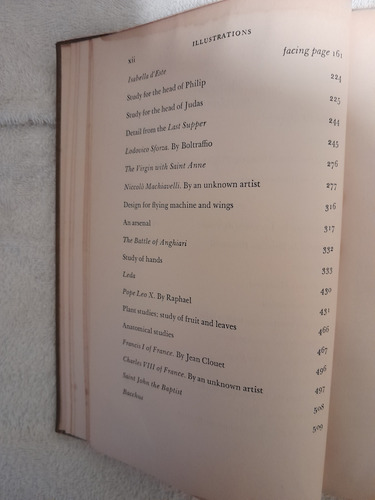 xii ILLUSTRATIONS
Isabella d'Este facing page 161
Study for the head of Philip 224
Study for the head of Judas 225
Detail from the Last Supper 244
Lodovico Sforza. By Boltraffio 245
The Virgin with Saint Anne 276
Niccolò Machiavelli. By an unknown artist 277
Design for flying machine and wings 316
An arsenal 317
The Battle of Anghiari 332
Study of hands 333
Leda 430
Pope Leo X. By Raphael 431
Plant studies; study of fruit and leaves 466
Anatomical studies 467
Francis I of France. By Jean Clouet 496
Charles VIII of France. By an unknown artist 497
Saint John the Baptist 508
Bacchus 509